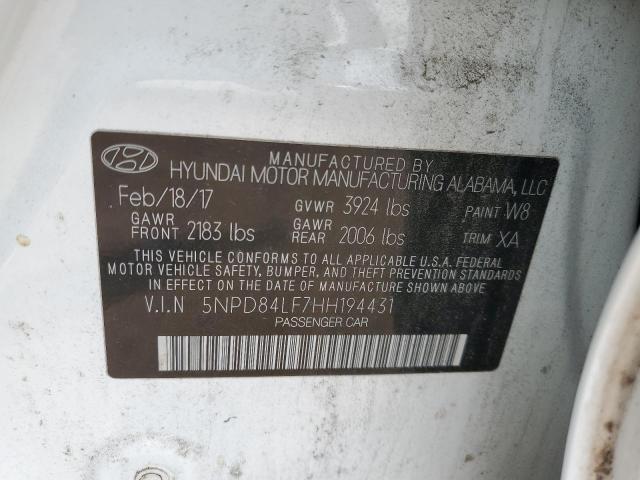 MANUFACTURED BY
HYUNDAI MOTOR MANUFACTURING ALABAMA, LLC
Feb/18/17 GVWR 3924 lbs PAINT W8
GAWR FRONT 2183 lbs GAWR REAR 2006 lbs TRIM XA
THIS VEHICLE CONFORMS TO ALL APPLICABLE U.S.A. FEDERAL
MOTOR VEHICLE SAFETY, BUMPER, AND THEFT PREVENTION STANDARDS
IN EFFECT ON THE DATE OF MANUFACTURE SHOWN ABOVE.
V.I.N 5NPD84LF7HH194431
PASSENGER CAR